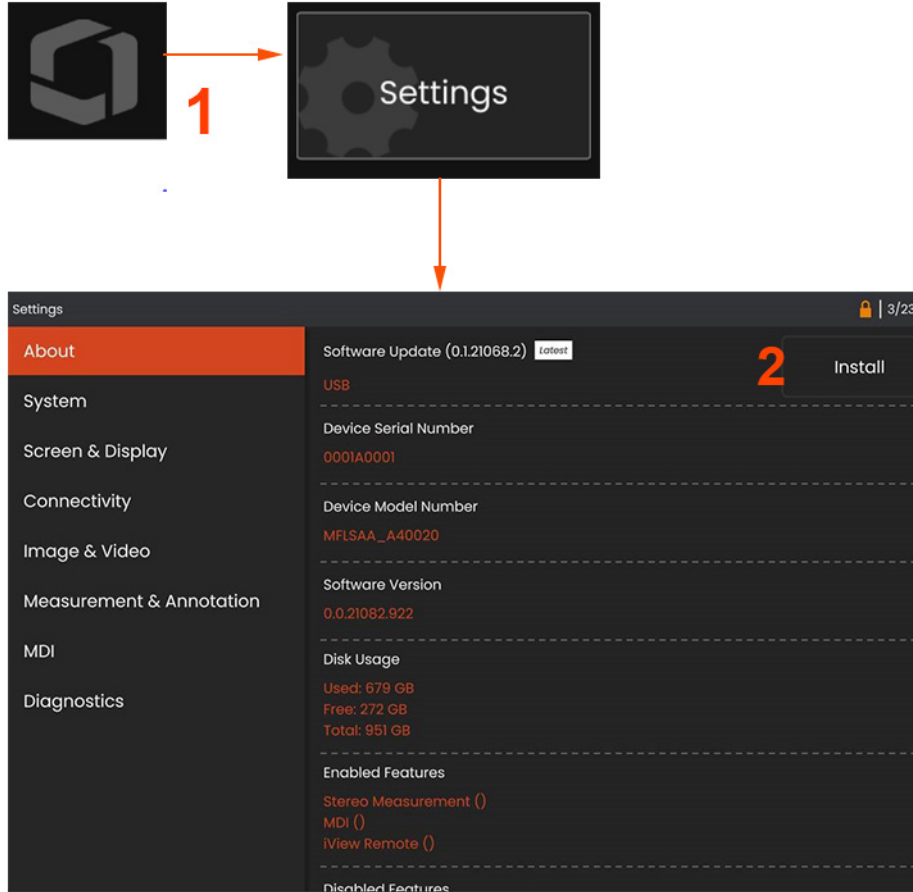 1
Settings
Settings
3/23
About
System
Screen & Display
Connectivity
Image & Video
Measurement & Annotation
MDI
Diagnostics
Software Update (0.1.21068.2) Latest
USB
2
Install
Device Serial Number
0001A0001
Device Model Number
MFLSAA_A40020
Software Version
0.0.21082.922
Disk Usage
Used: 679 GB
Free: 272 GB
Total: 951 GB
Enabled Features
Stereo Measurement ()
MDI ()
iView Remote ()
Disabled Features